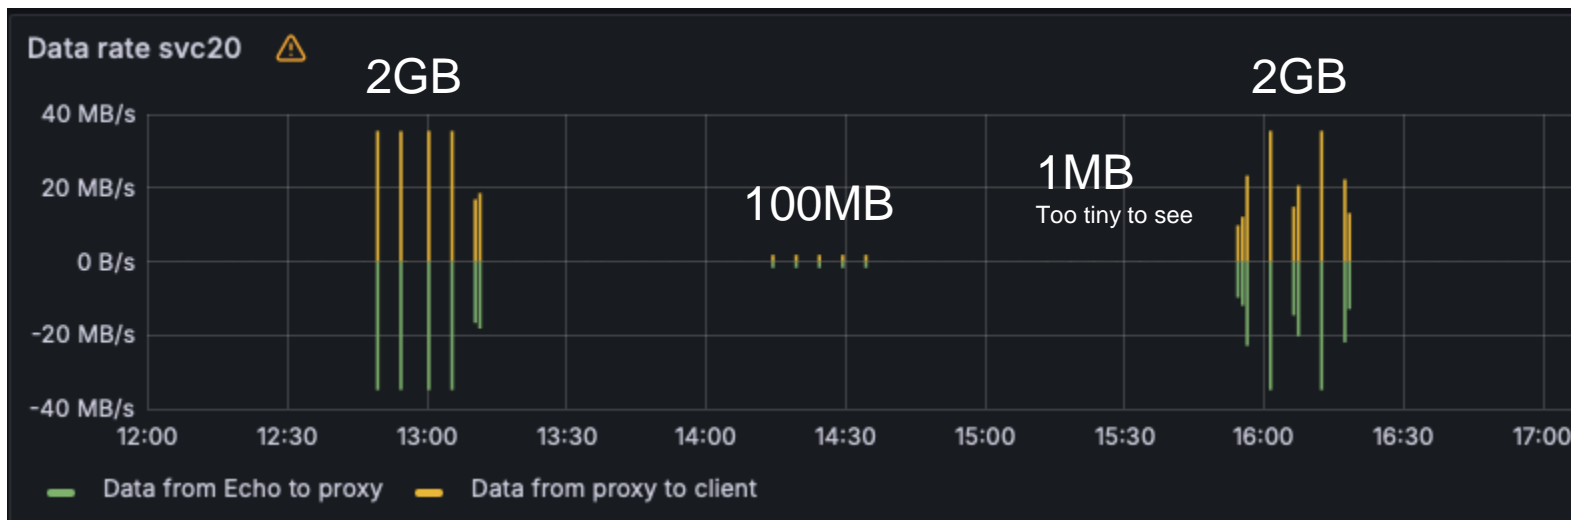 Data rate svc20
2GB
2GB
40 MB/s
1MB
20 MB/s
100MB
Too tiny to see
0 B/s
-20 MB/s
-40 MB/s
12:00 12:30 13:00 13:30 14:00 14:30 15:00 15:30 16:00 16:30 17:00
Data from Echo to proxy Data from proxy to client